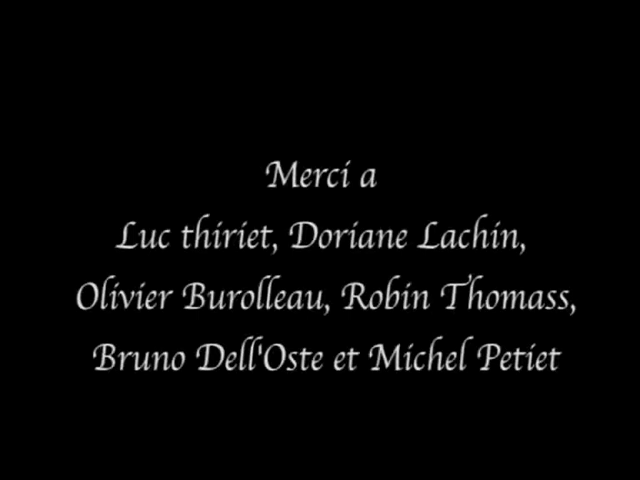 Merci a
Luc thiriet, Doriane Lachin,
Olivier Burolleau, Robin Thomass,
Bruno Dell'Oste et Michel Petiet